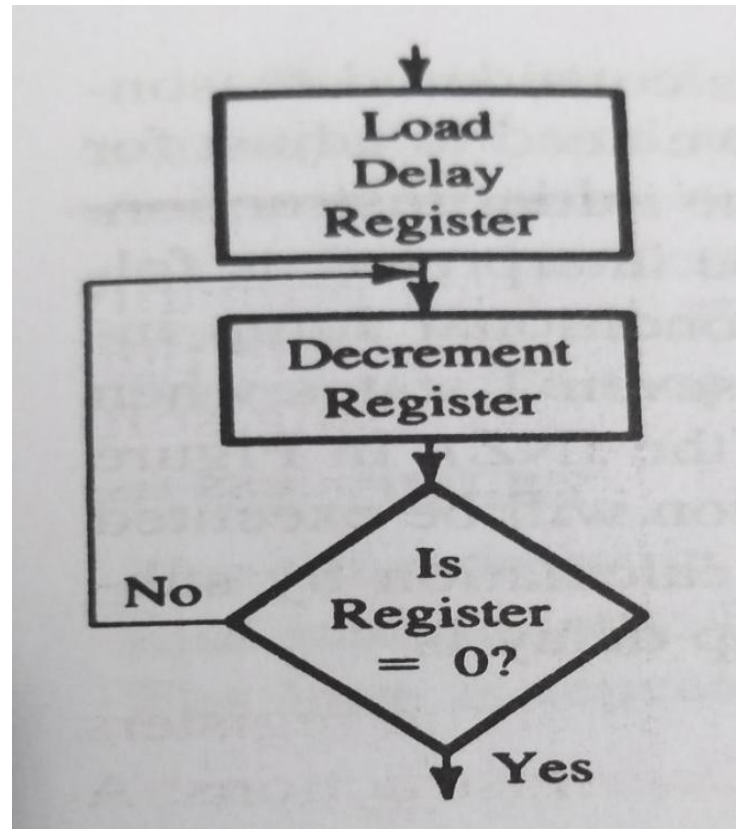 Load
Delay
Register
Decrement
Register
Is
Register
= 0?
No
Yes